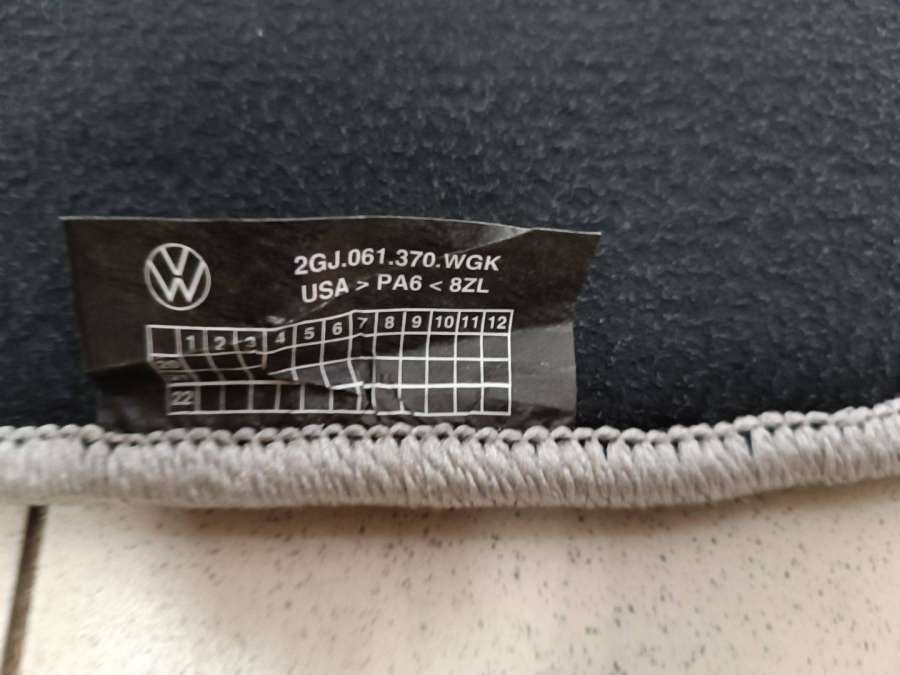 2GJ.061.370.WGK
USA > PA6 < 8ZL
1 2 3 4 5 6 7 8 9 10 11 12
22